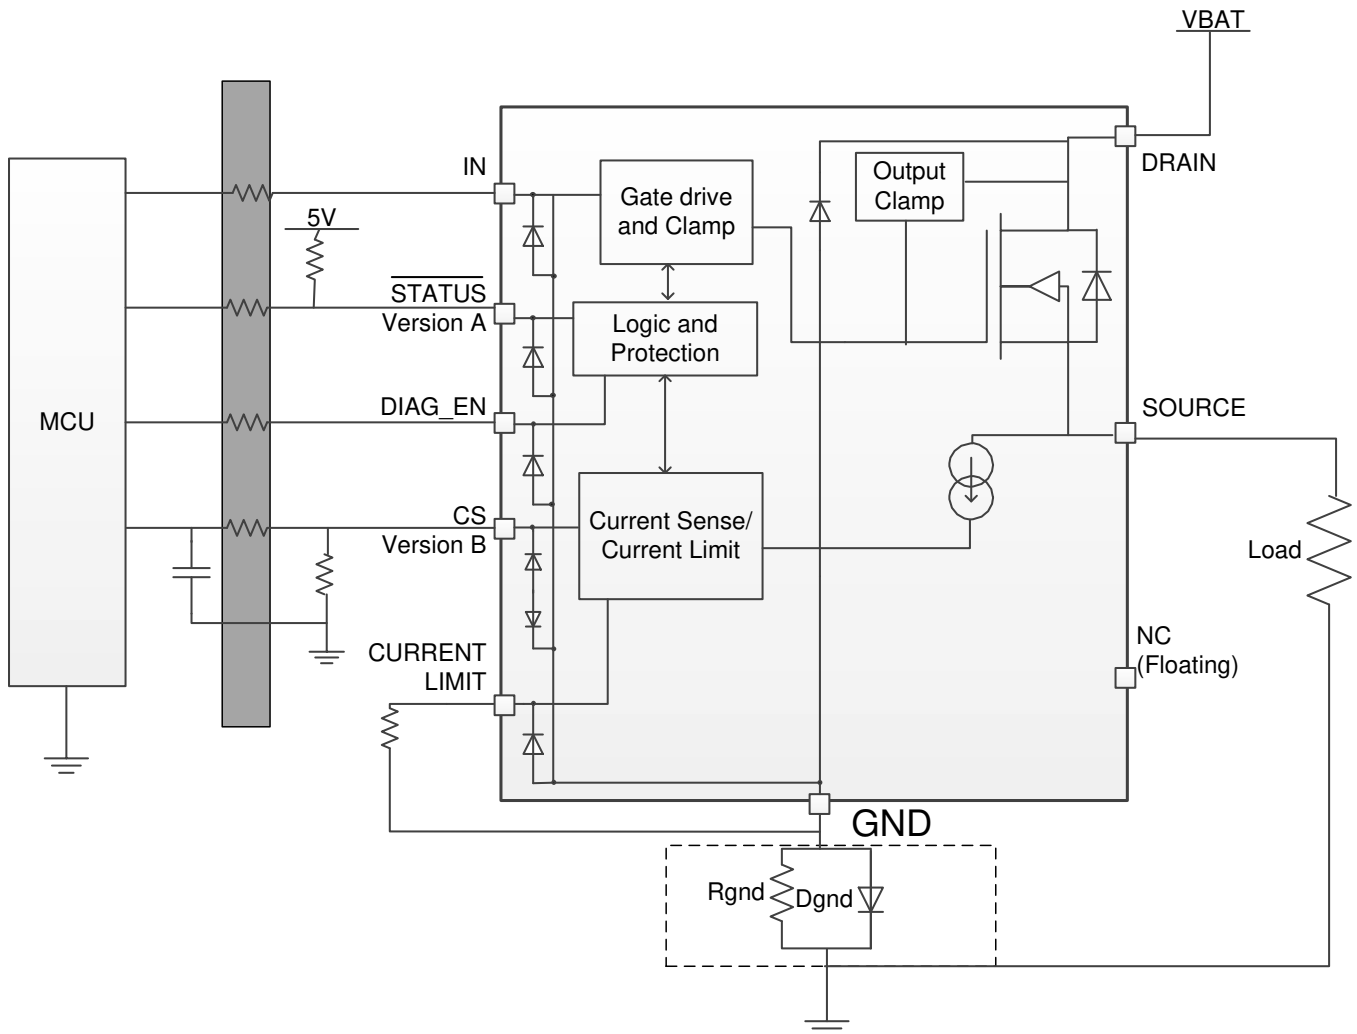 VBAT
IN
Gate drive
and Clamp
Output
Clamp
DRAIN
5V
STATUS
Version A
Logic and
Protection
MCU
DIAG_EN
SOURCE
CS
Version B
Current Sense/
Current Limit
Load
CURRENT
LIMIT
NC
(Floating)
GND
Rgnd
Dgnd